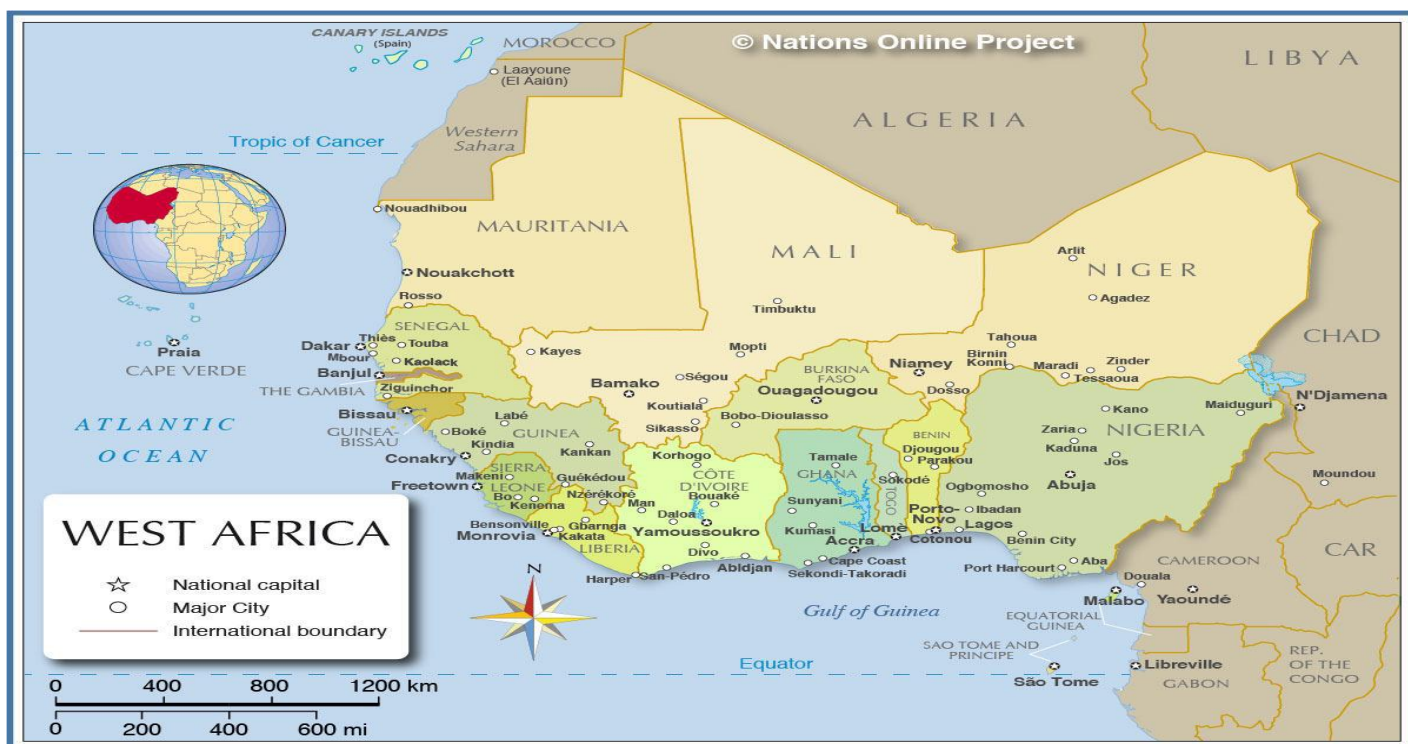 CANARY ISLANDS
(Spain)
MOROCCO
© Nations Online Project
LIBYA
Laayoune
(El Aaiún)
ALGERIA
Western
Sahara
Tropic of Cancer
Nouadhibou
MAURITANIA
MALI
Arlit
NIGER
Nouakchott
Agadez
Rosso
Timbuktu
SENEGAL
CHAD
Praia
CAPE VERDE
Dakar
Thiès
Touba
Mbour
Kaolack
Kayes
Mopti
Tahoua
Birnin
Konni
Niamey
Maradi
Zinder
Tessaoua
Banjul
THE GAMBIA
Ziguinchor
Ségou
Bamako
BURKINA
FASO
Ouagadougou
Dosso
N'Djamena
Bissau
GUINEA-
BISSAU
Labé
Koutiala
Bobo-Dioulasso
Sikasso
Kano
Maiduguri
ATLANTIC
OCEAN
Boké
GUINEA
Kindia
Kankan
BENIN
Djougou
Parakou
Zaria
Kaduna
NIGERIA
Jos
Conakry
SIERRA
LEONE
Makeni
Guékédou
Korhogo
CÔTE
D'IVOIRE
Tamale
GHANA
Sokodé
TOGO
Abuja
Moundou
Freetown
Bo
Kenema
Nzérékoré
Man
Bouaké
Sunyani
Ogbomosho
Ibadan
Porto-
Novo
Bensonville
Monrovia
Gbarnga
Kakata
Daloa
Yamoussoukro
Kumasi
Lomé
Cotonou
Lagos
Benin City
LIBERIA
Divo
Accra
Cape Coast
Abidjan
Sekondi-Takoradi
Port Harcourt
Aba
Harper
San-Pédro
CAMEROON
CAR
Douala
Malabo
Yaoundé
Gulf of Guinea
EQUATORIAL
GUINEA
SAO TOME AND
PRINCIPE
REP.
OF THE
CONGO
Equator
São Tome
Libreville
GABON
WEST AFRICA
National capital
Major City
International boundary
N
0 400 800 1200 km
0 200 400 600 mi